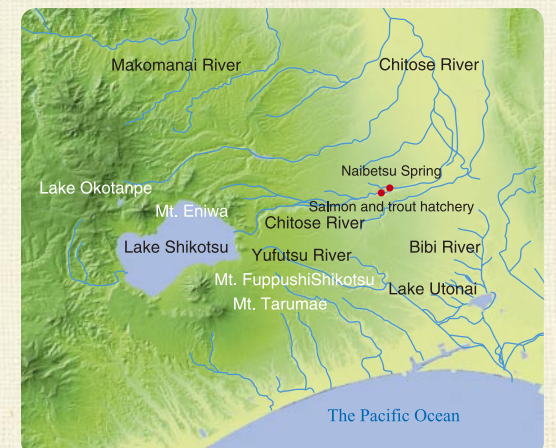 Makomanai River
Chitose River
Naibetsu Spring
Lake Okotanpe
Salmon and trout hatchery
Mt. Eniwa
Chitose River
Lake Shikotsu
Yufutsu River
Bibi River
Mt. FuppushiShikotsu
Lake Utonai
Mt. Tarumae
The Pacific Ocean